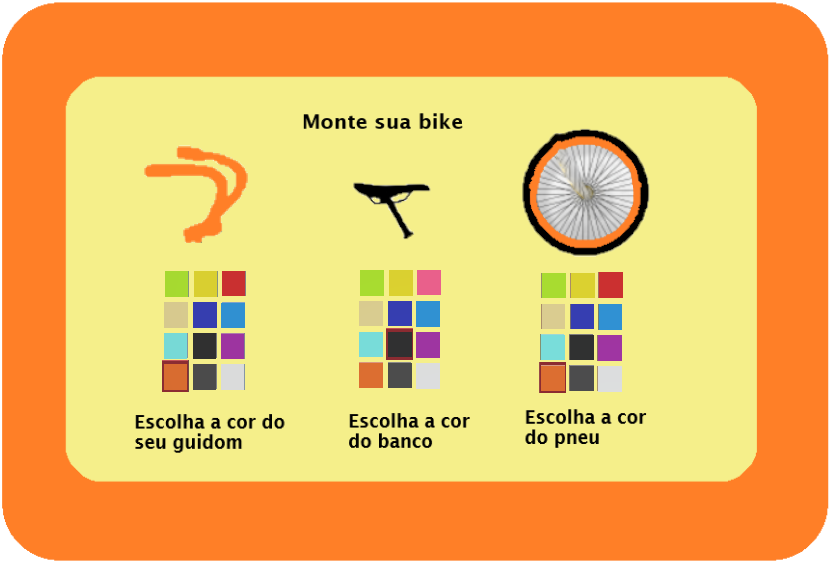 Monte sua bike
Escolha a cor do
seu guidom
Escolha a cor
do banco
Escolha a cor
do pneu